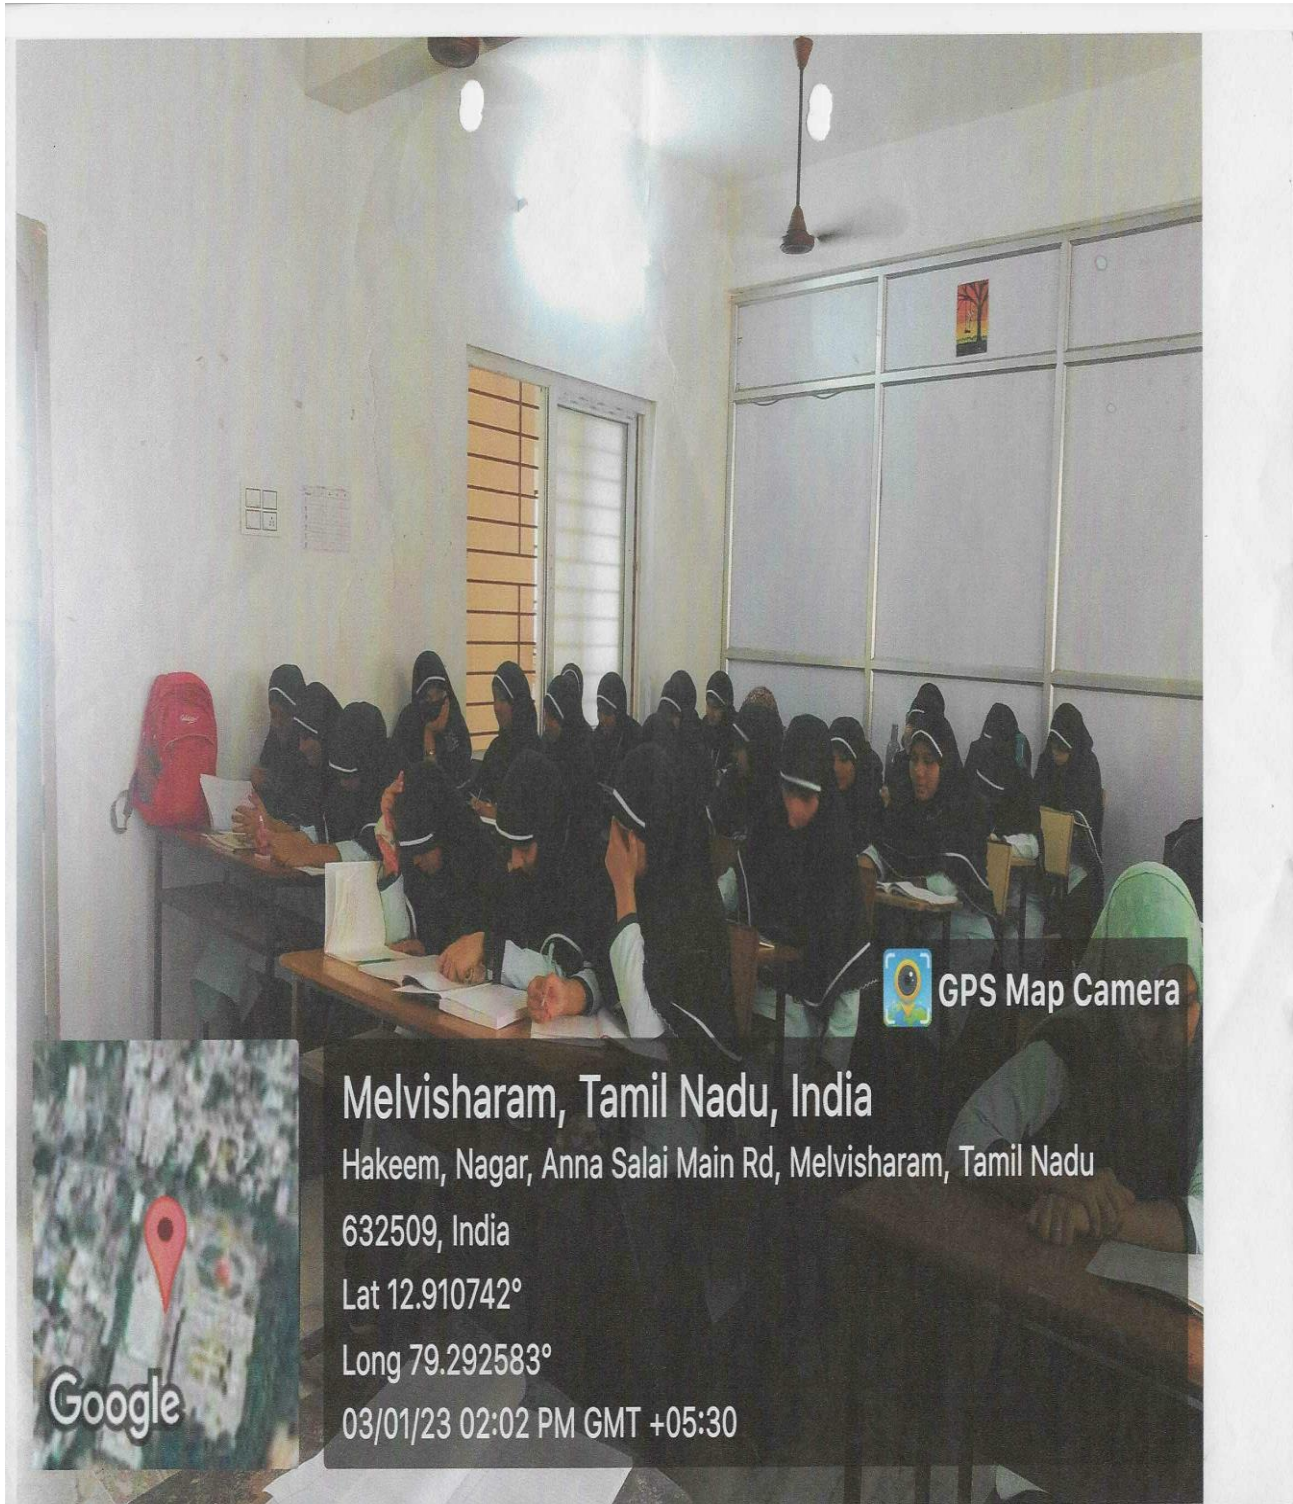 GPS Map Camera
Melvisharam, Tamil Nadu, India
Hakeem, Nagar, Anna Salai Main Rd, Melvisharam, Tamil Nadu
632509, India
Lat 12.910742°
Long 79.292583°
03/01/23 02:02 PM GMT +05:30
Google